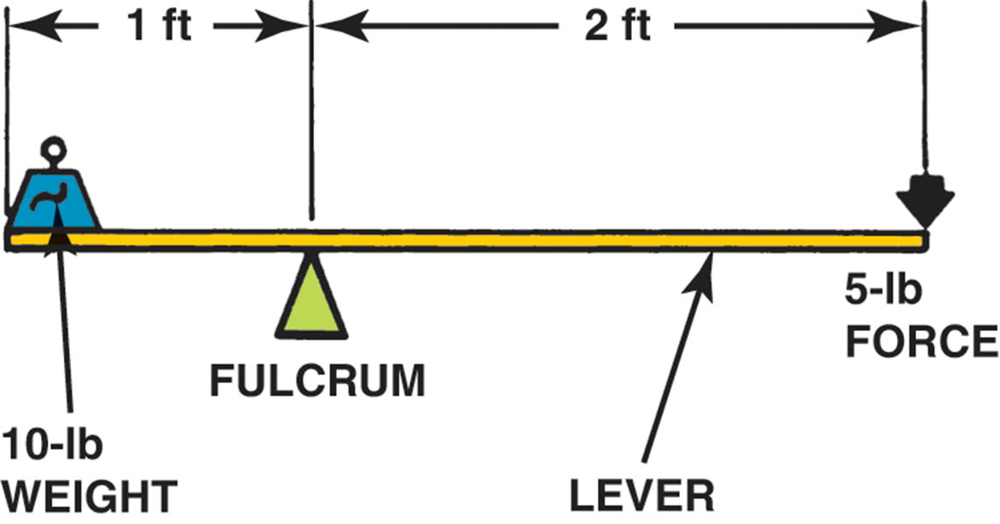 1 ft
2 ft
5-lb
FORCE
FULCRUM
10-lb
WEIGHT
LEVER